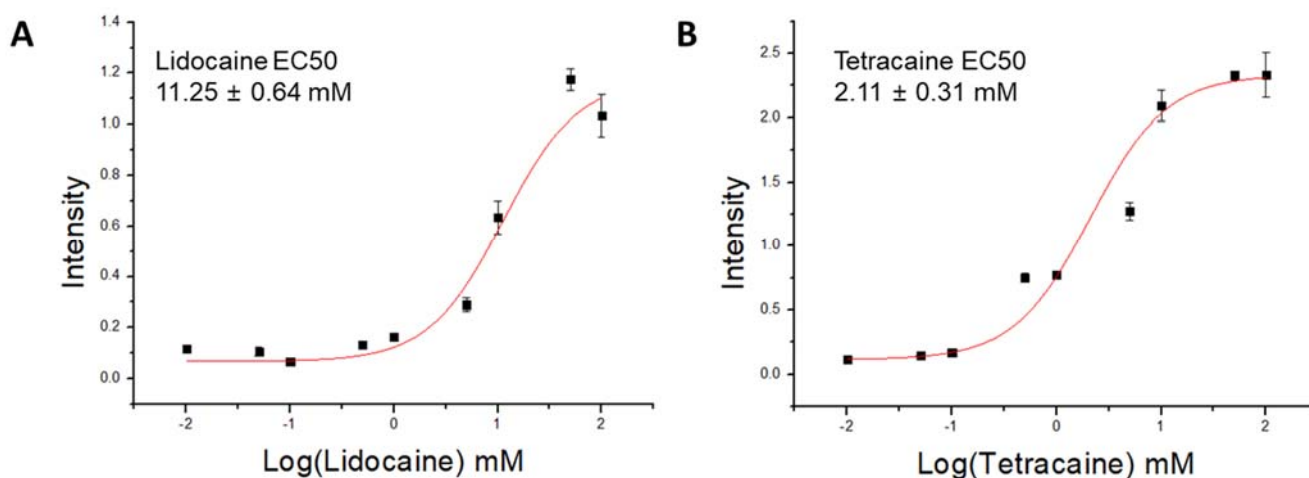 A
Lidocaine EC50
11.25 ± 0.64 mM
Intensity
1.4
1.2
1.0
0.8
0.6
0.4
0.2
0.0
-2
-1
0
1
2
Log(Lidocaine) mM
B
Tetracaine EC50
2.11 ± 0.31 mM
Intensity
2.5
2.0
1.5
1.0
0.5
0.0
-2
-1
0
1
2
Log(Tetracaine) mM